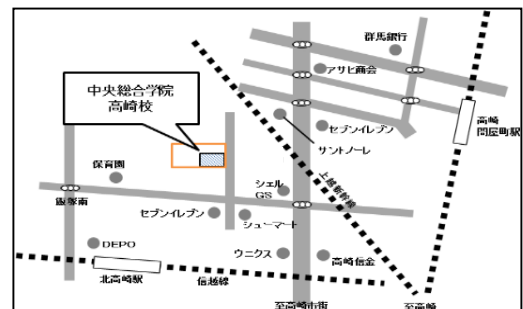 群馬銀行
アサヒ商会
中央総合学院
高崎校
高崎
問屋町駅
セブンイレブン
サントノーレ
保育園
シェル
GS
上越新幹線
飯塚南
セブンイレブン
シューマート
DEPO
ウニクス
高崎信金
北高崎駅
信越線
至高崎市街
至高崎